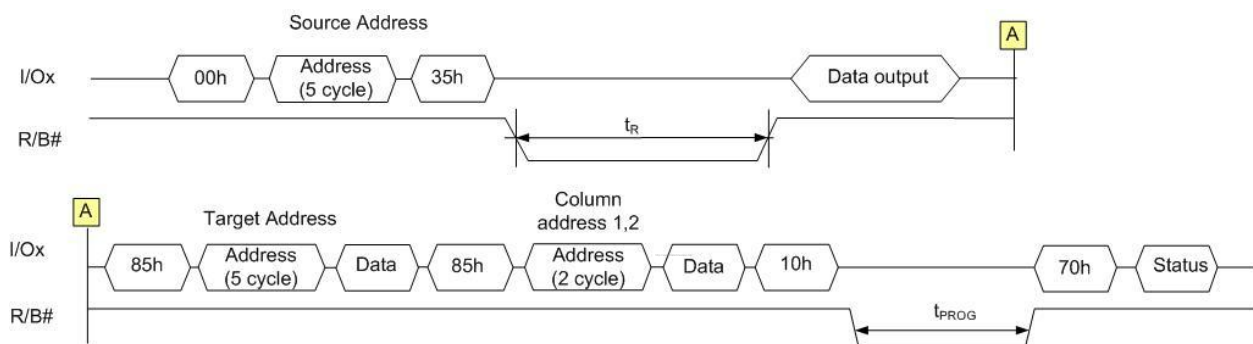 Source Address
A
I/Ox
00h
Address
(5 cycle)
35h
Data output
R/B#
tR
A
Target Address
Column
address 1,2
I/Ox
85h
Address
(5 cycle)
Data
85h
Address
(2 cycle)
Data
10h
70h
Status
R/B#
tPROG